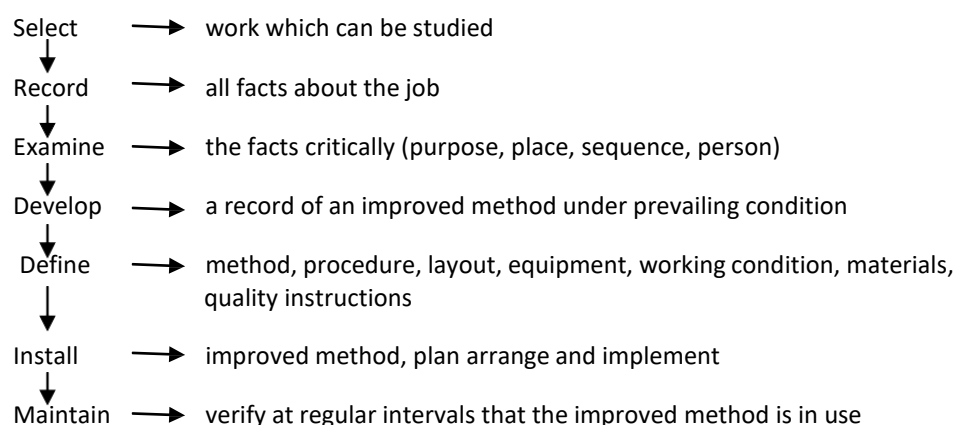 Select work which can be studied
Record all facts about the job
Examine the facts critically (purpose, place, sequence, person)
Develop a record of an improved method under prevailing condition
Define method, procedure, layout, equipment, working condition, materials,
quality instructions
Install improved method, plan arrange and implement
Maintain verify at regular intervals that the improved method is in use